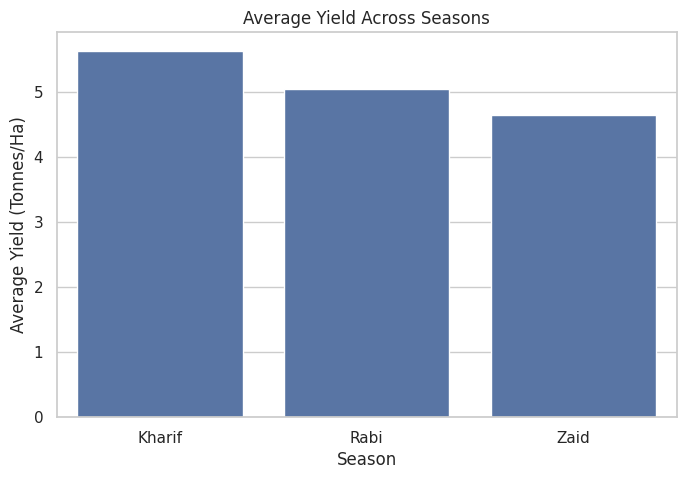 Average Yield Across Seasons
Average Yield (Tonnes/Ha)
5
4
3
2
1
0
Kharif
Rabi
Zaid
Season